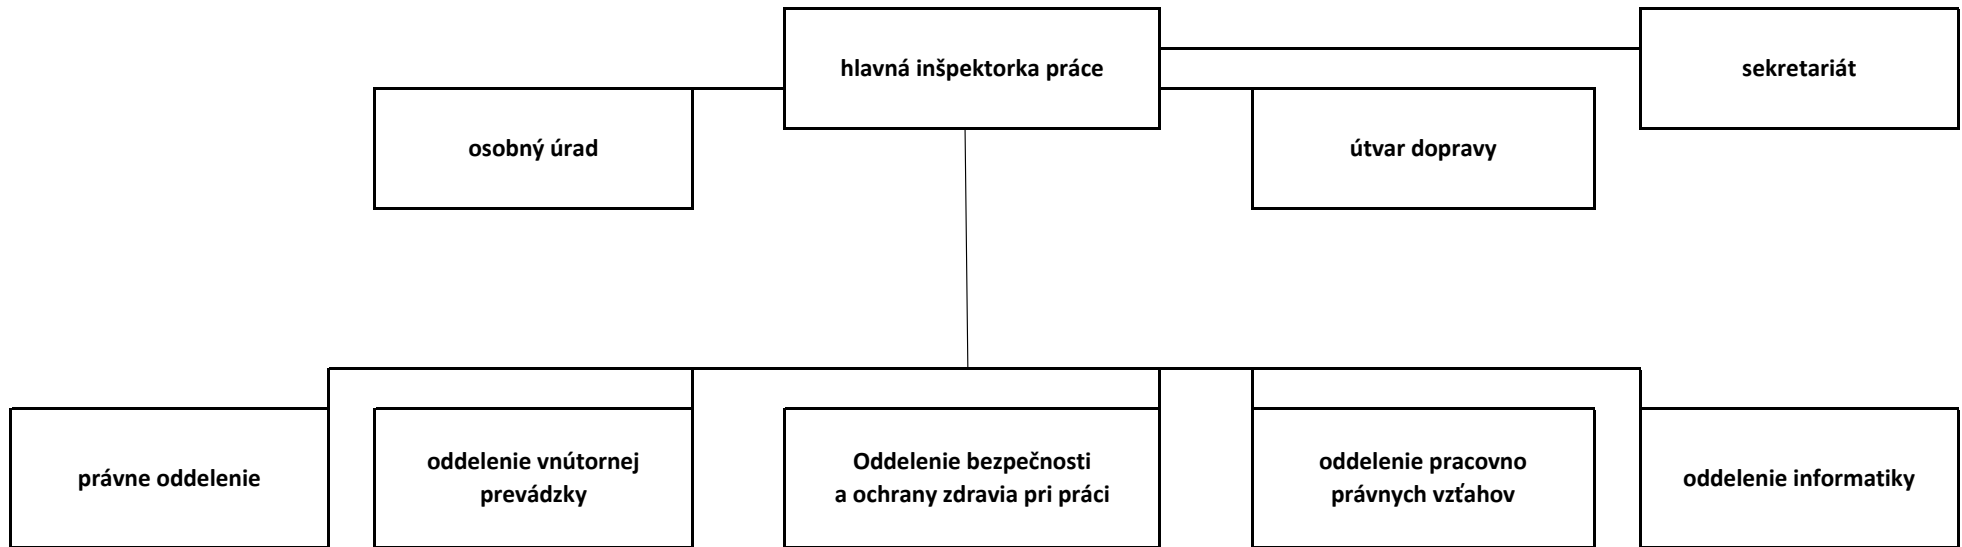 hlavná inšpektorka práce
sekretariát
osobný úrad
útvar dopravy
právne oddelenie
oddelenie vnútornej
prevádzky
Oddelenie bezpečnosti
a ochrany zdravia pri práci
oddelenie pracovno
právnych vzťahov
oddelenie informatiky